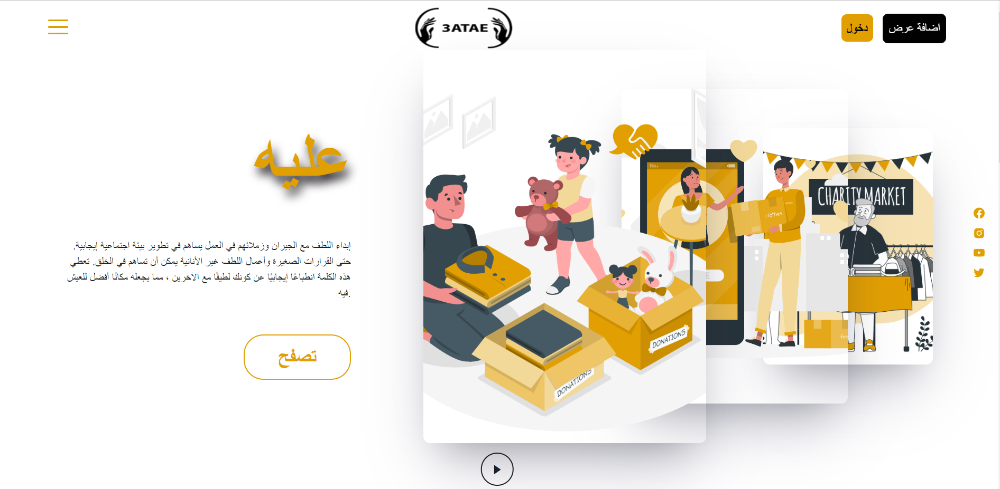 اضافة عرض
دخول
3ATAE
عليه
إبداء اللطف مع الجيران وزملائهم في العمل يساهم في تطوير بيئة اجتماعية إيجابية.
حتى القرارات الصغيرة وأعمال اللطف غير الأنانية يمكن أن تساهم في الخلق. تعطي
هذه الكلمة انطباعًا إيجابيًا عن كونك لطيفًا مع الآخرين ، مما يجعله مكانًا أفضل للعيش
.فيه
تصفح
CHARITY MARKET
clothes
DONATIONS
DONATIONS